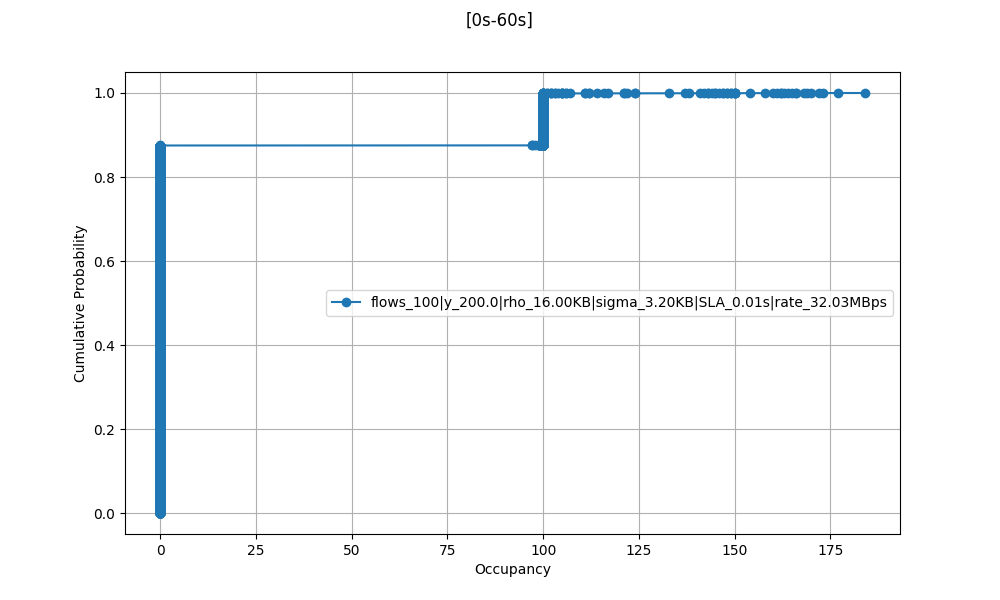 [0s-60s]
1.0
0.8
0.6
0.4
0.2
0.0
Cumulative Probability
flows_100|y_200.0|rho_16.00KB|sigma_3.20KB|SLA_0.01s|rate_32.03MBps
0 25 50 75 100 125 150 175
Occupancy